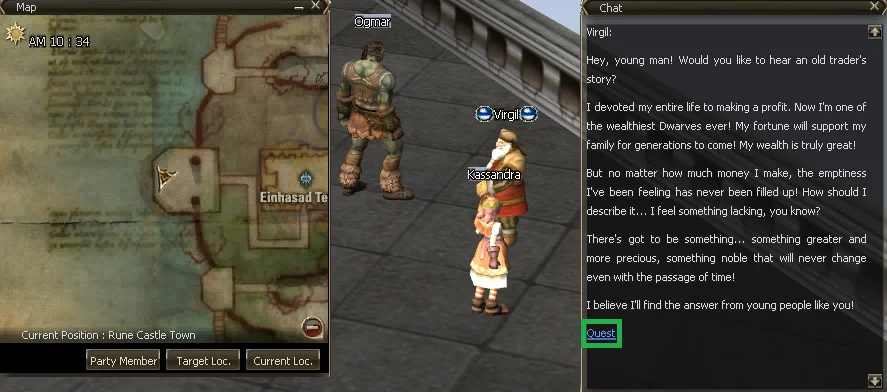 Map
AM 10 : 34
Einhasad Te
Current Position : Rune Castle Town
Party Member
Target Loc.
Current Loc.
Ogmar
Virgil
Kassandra
Chat
Virgil:
Hey, young man! Would you like to hear an old trader's
story?
I devoted my entire life to making a profit. Now I'm one of
the wealthiest Dwarves ever! My fortune will support my
family for generations to come! My wealth is truly great!
But no matter how much money I make, the emptiness
I've been feeling has never been filled up! How should I
describe it... I feel something lacking, you know?
There's got to be something... something greater and
more precious, something noble that will never change
even with the passage of time!
I believe I'll find the answer from young people like you!
Quest